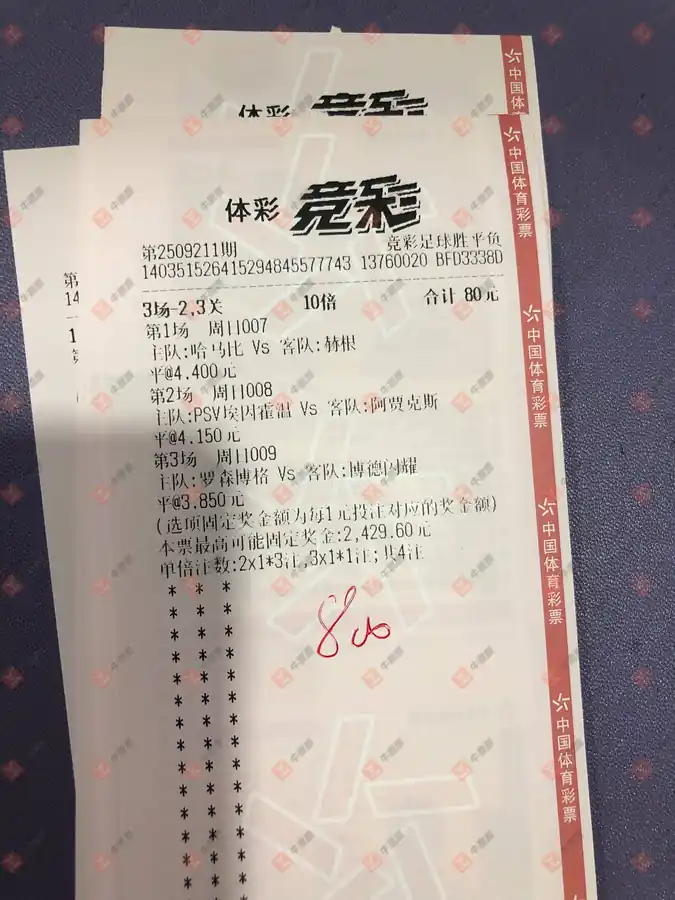 体彩 竞彩
中国体
体彩 竞彩
第2509211期 竞彩足球胜平负
140351526415294845577743 13760020 BFD3338D
3场-2,3关 10倍 合计 80元
第1场 周日007
主队:哈马比 Vs 客队:赫根
平@4.400元
第2场 周日008
主队:PSV埃因霍温 Vs 客队:阿贾克斯
平@4.150元
第3场 周日009
主队:罗森博格 Vs 客队:博德闪耀
平@3.850元
(选项固定奖金额为每1元投注对应的奖金额)
本票最高可能固定奖金:2,429.60元
单倍注数:2x1*3注,3x1*1注;共4注
中国体育彩票
中国体育彩票
中国体育彩票
中国体育彩票
第
14
1